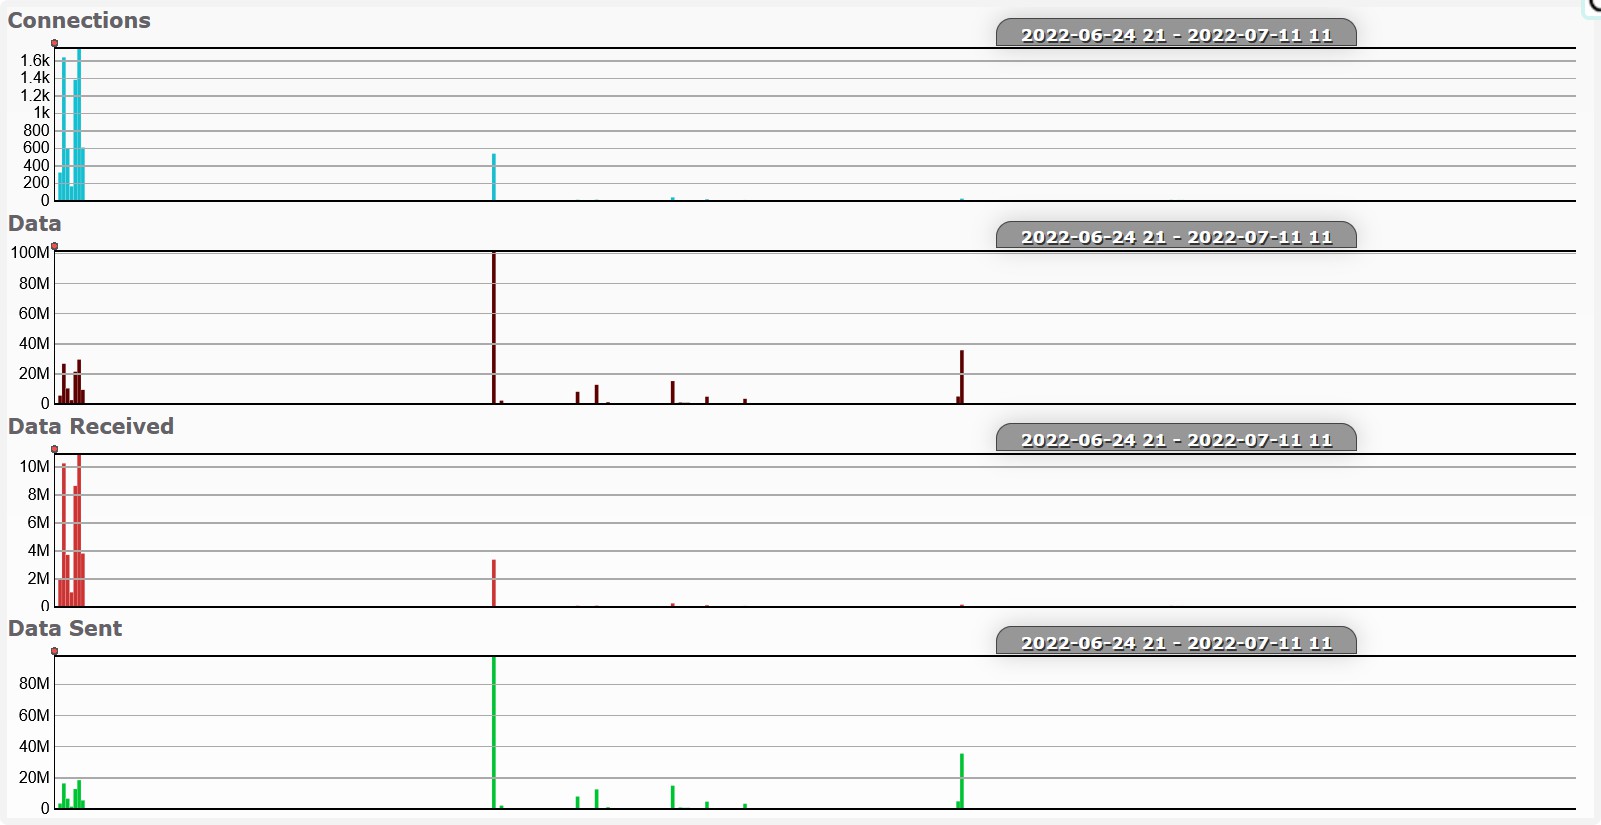 Connections
2022-06-24 21 - 2022-07-11 11
1.6k
1.4k
1.2k
1k
800
600
400
200
0
Data
2022-06-24 21 - 2022-07-11 11
100M
80M
60M
40M
20M
0
Data Received
2022-06-24 21 - 2022-07-11 11
10M
8M
6M
4M
2M
0
Data Sent
2022-06-24 21 - 2022-07-11 11
80M
60M
40M
20M
0